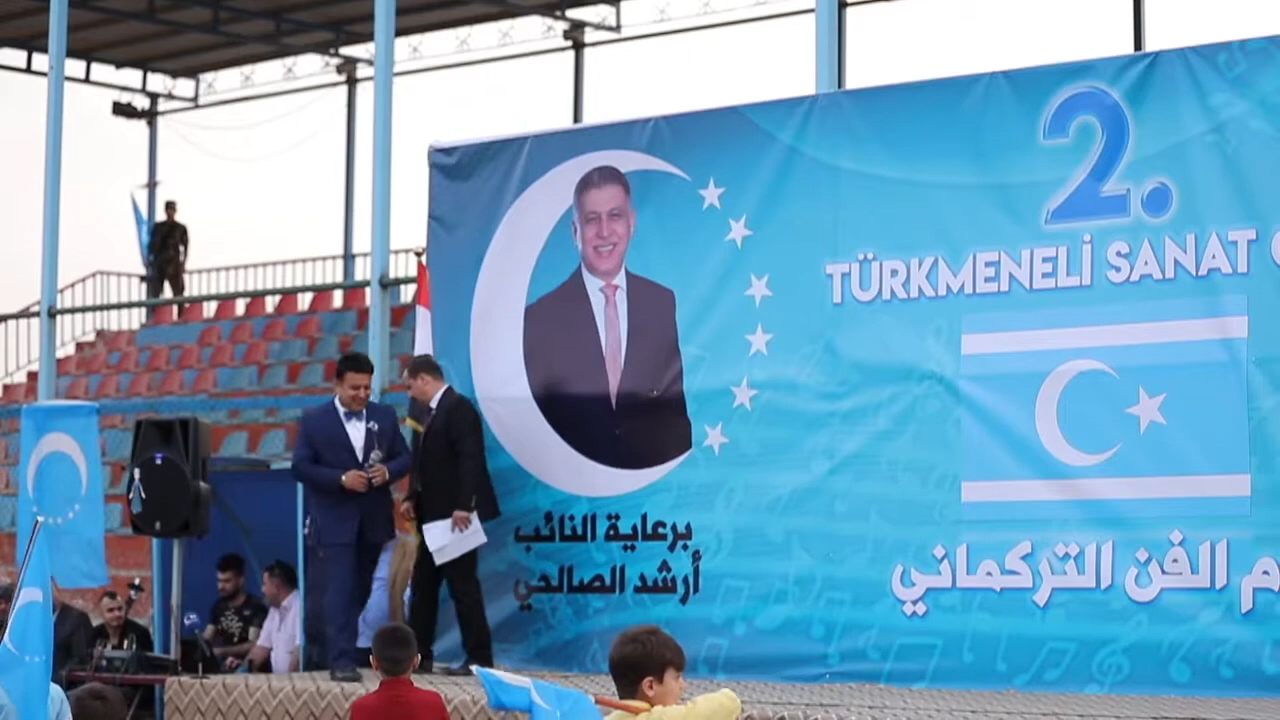 2.
TÜRKMENELİ SANAT
برعاية النائب
أرشد الصالحي
الفن التركماني